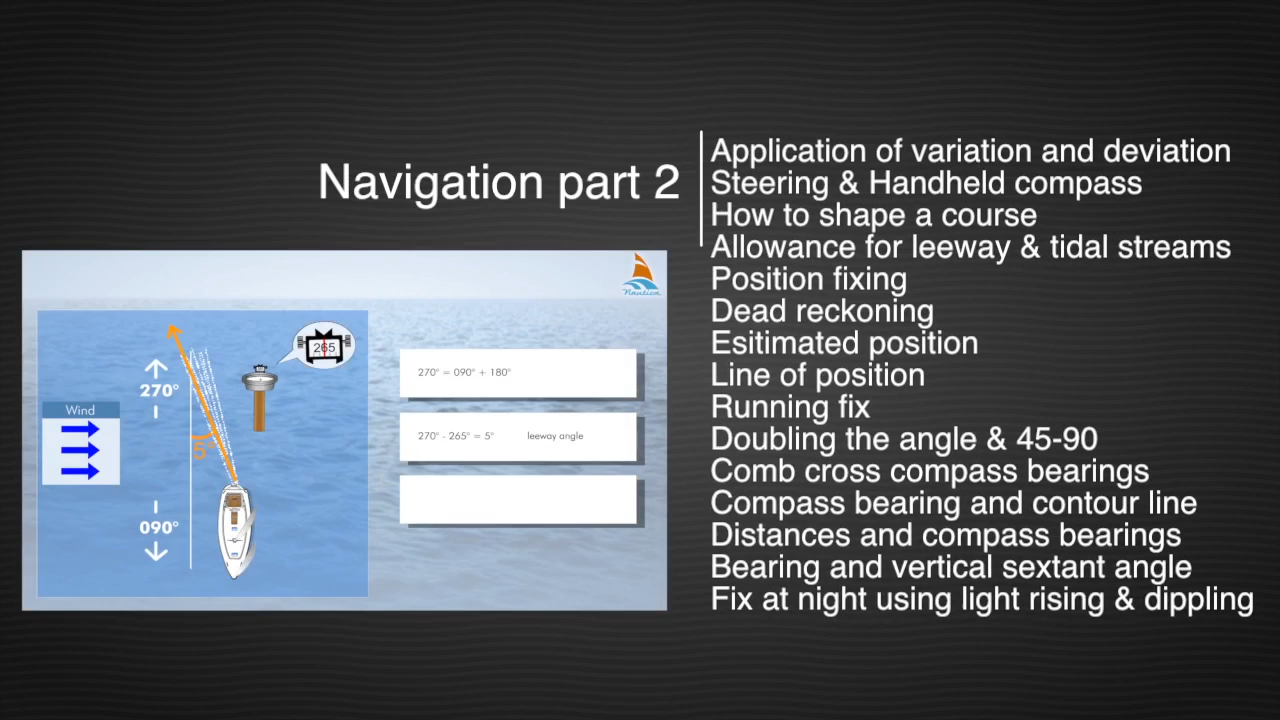 Navigation part 2
Application of variation and deviation
Steering & Handheld compass
How to shape a course
Allowance for leeway & tidal streams
Position fixing
Dead reckoning
Esitimated position
Line of position
Running fix
Doubling the angle & 45-90
Comb cross compass bearings
Compass bearing and contour line
Distances and compass bearings
Bearing and vertical sextant angle
Fix at night using light rising & dippling
Nautica
265
270°
Wind
5°
090°
270° = 090° + 180°
270° - 265° = 5° leeway angle